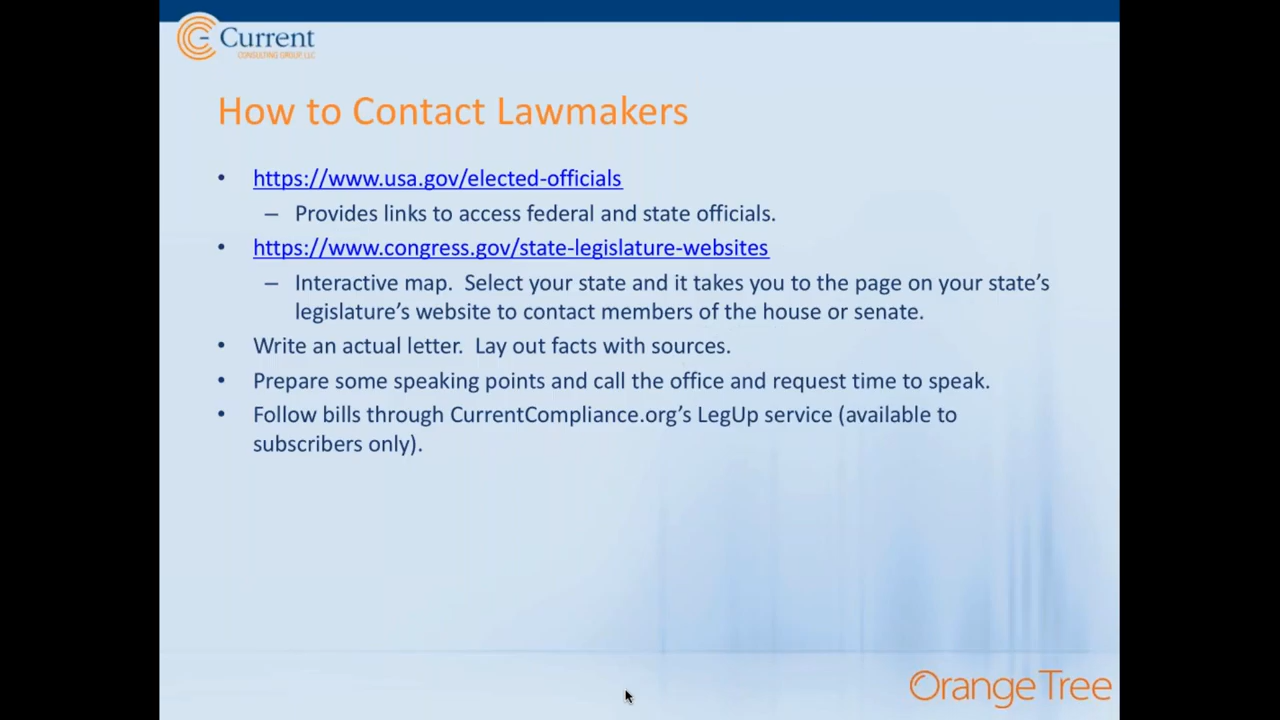 Current
CONSULTING GROUP, LLC
How to Contact Lawmakers
• https://www.usa.gov/elected-officials
– Provides links to access federal and state officials.
• https://www.congress.gov/state-legislature-websites
– Interactive map.  Select your state and it takes you to the page on your state’s
legislature’s website to contact members of the house or senate.
• Write an actual letter.  Lay out facts with sources.
• Prepare some speaking points and call the office and request time to speak.
• Follow bills through CurrentCompliance.org’s LegUp service (available to
subscribers only).
OrangeTree